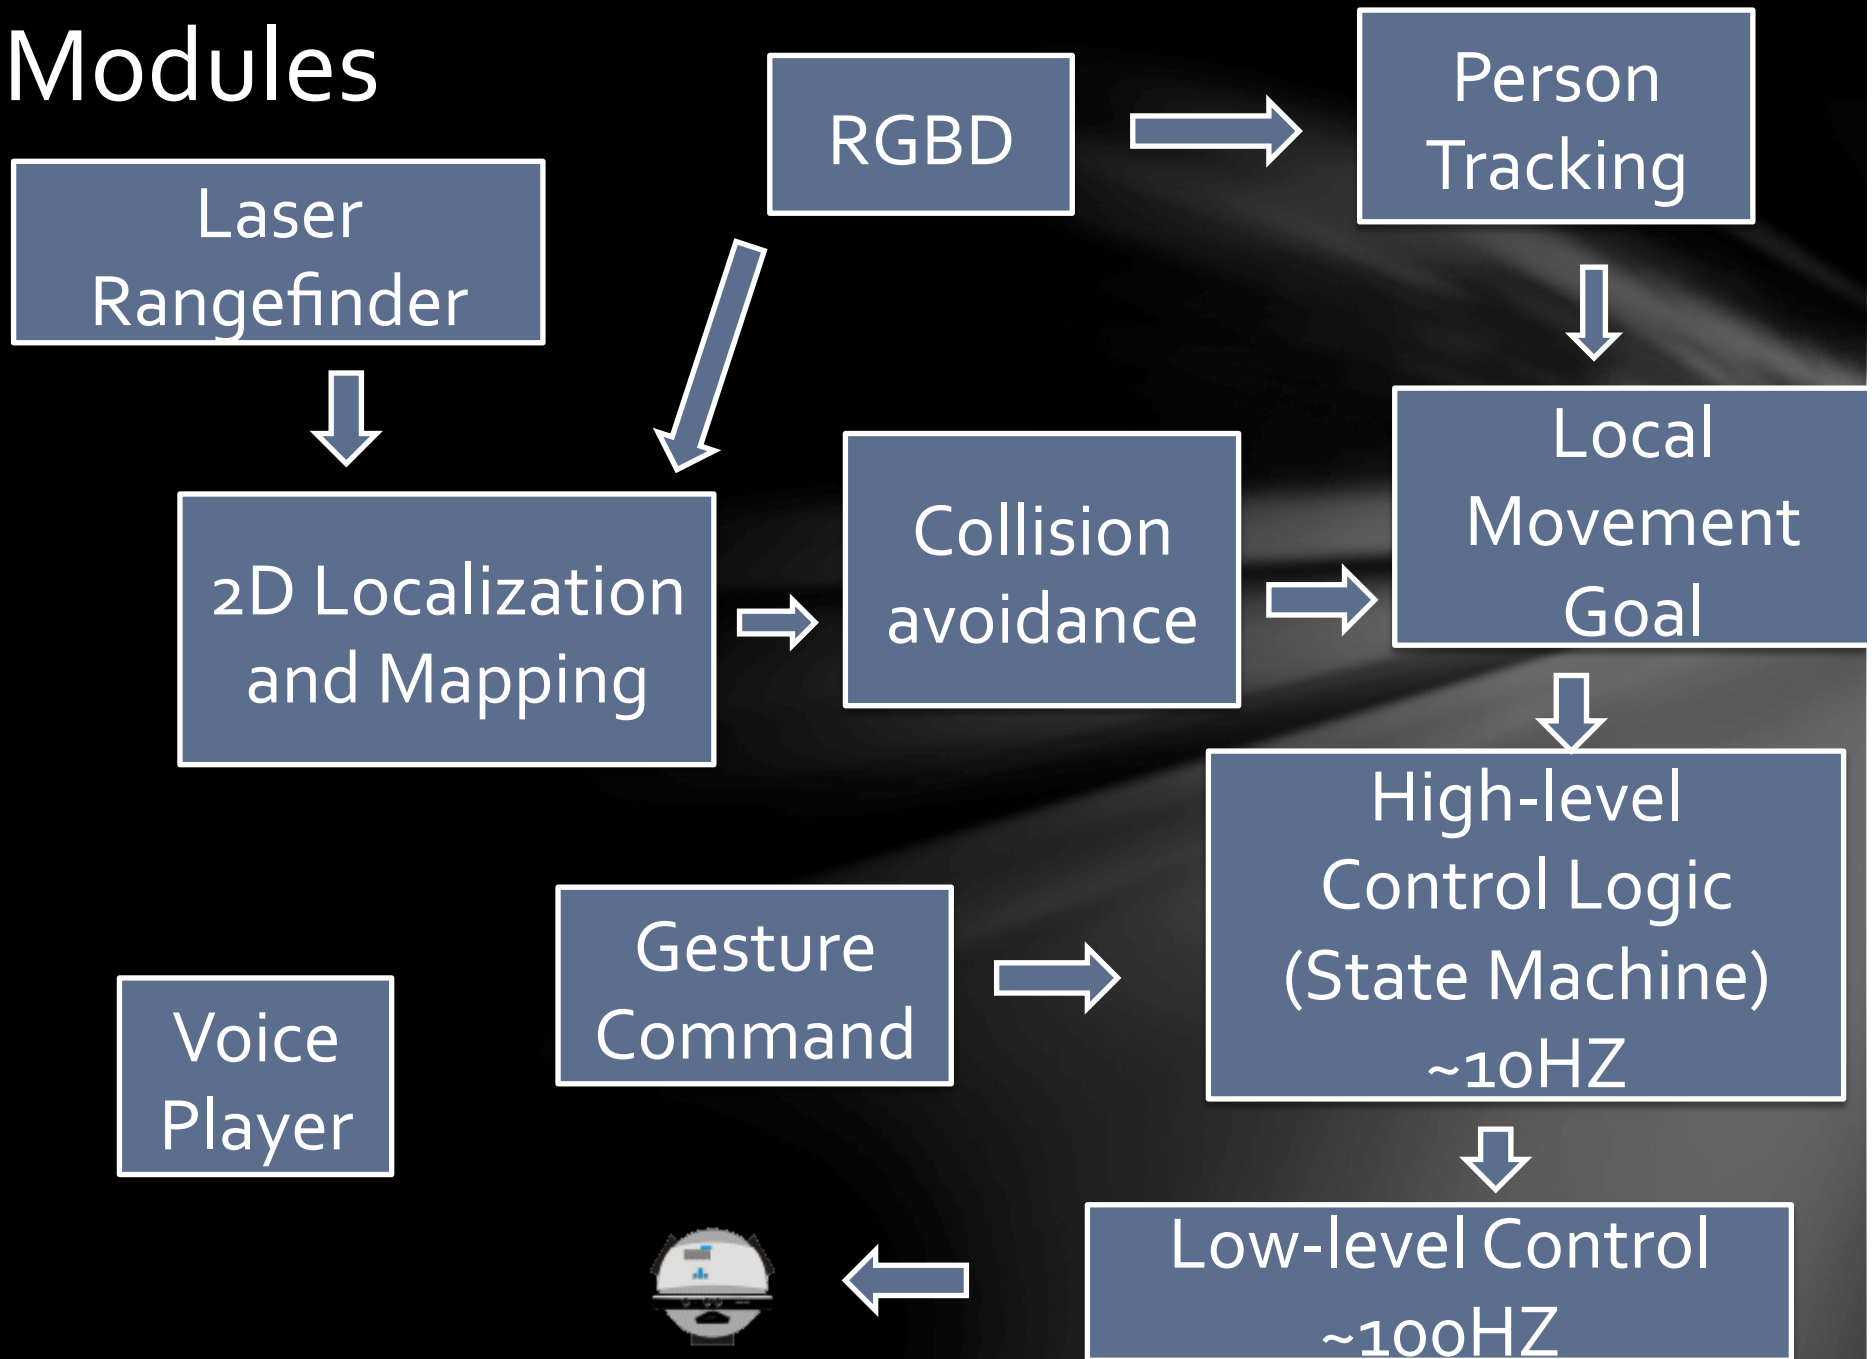 Modules
RGBD
Person
Tracking
Laser
Rangefinder
2D Localization
and Mapping
Collision
avoidance
Local
Movement
Goal
High-level
Control Logic
(State Machine)
~10HZ
Gesture
Command
Voice
Player
Low-level Control
~100HZ